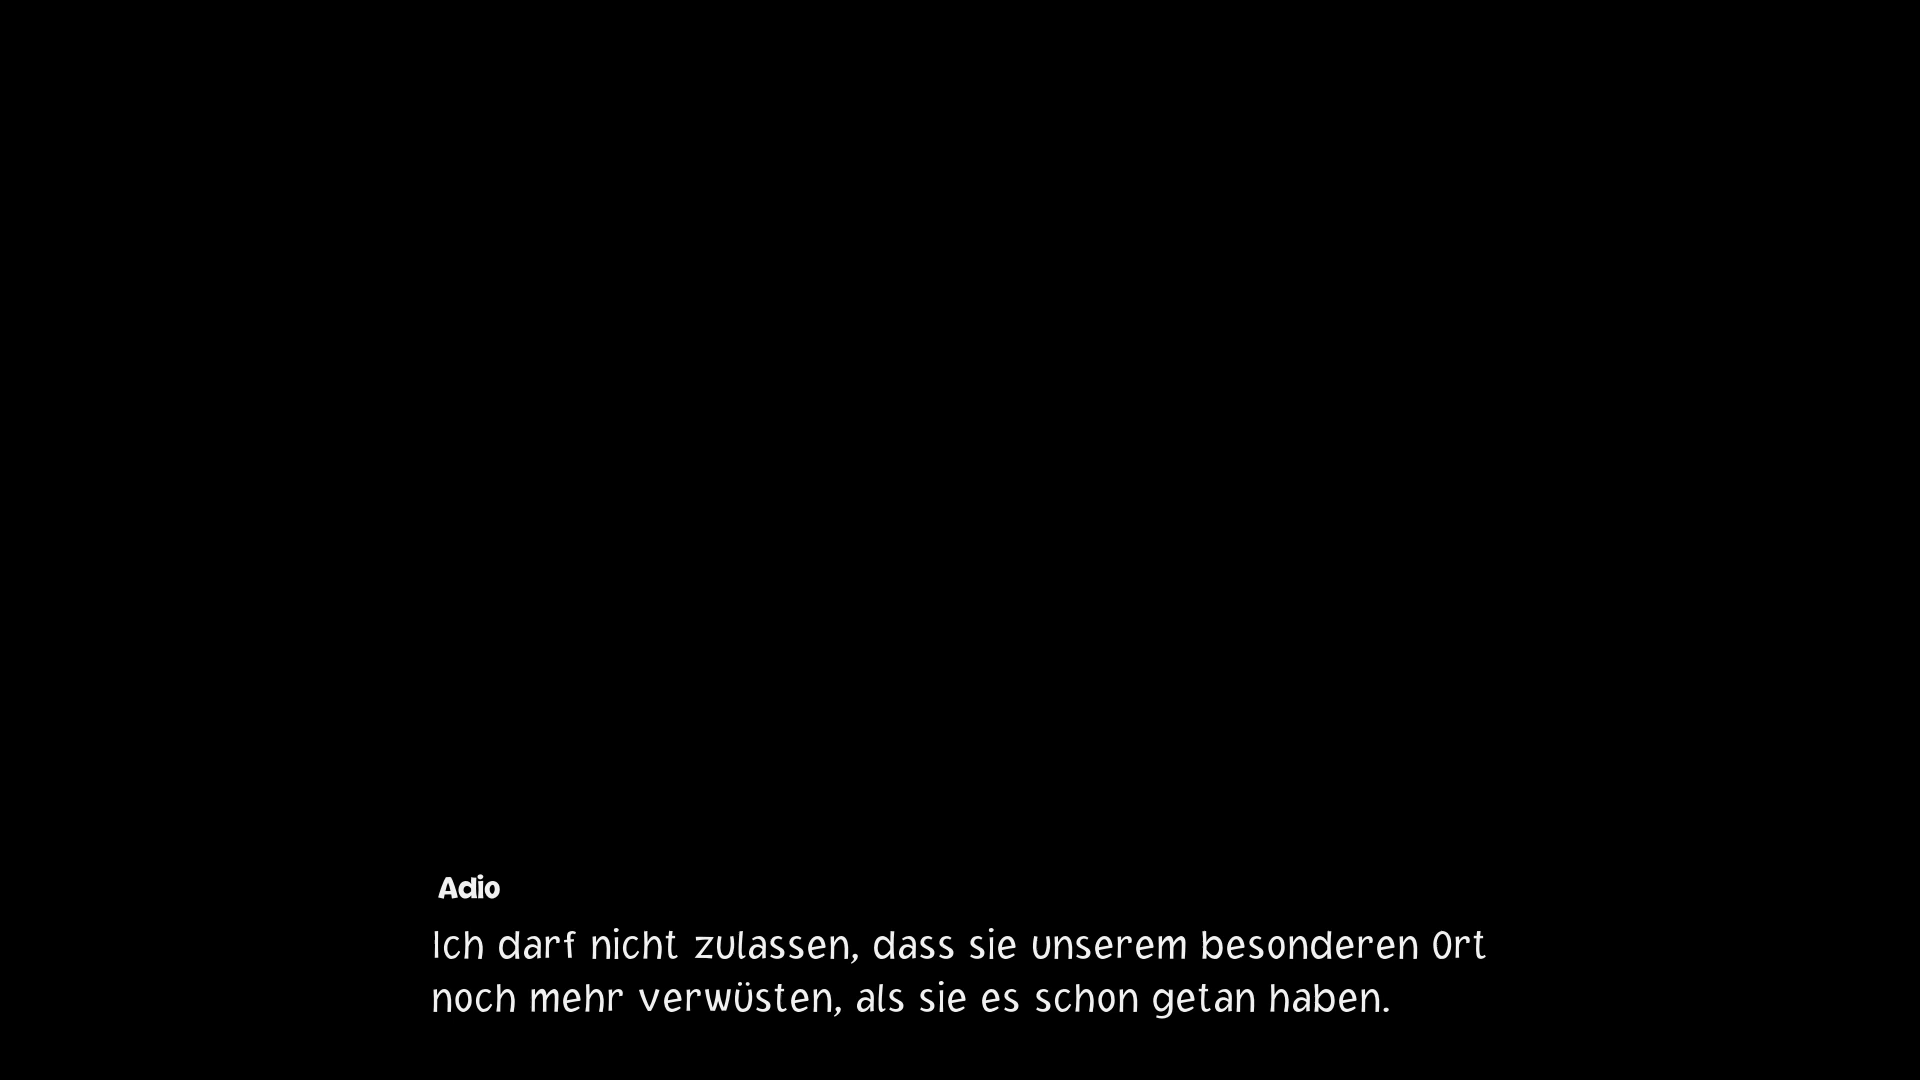 Adio
Ich darf nicht zulassen, dass sie unserem besonderen Ort
noch mehr verwüsten, als sie es schon getan haben.